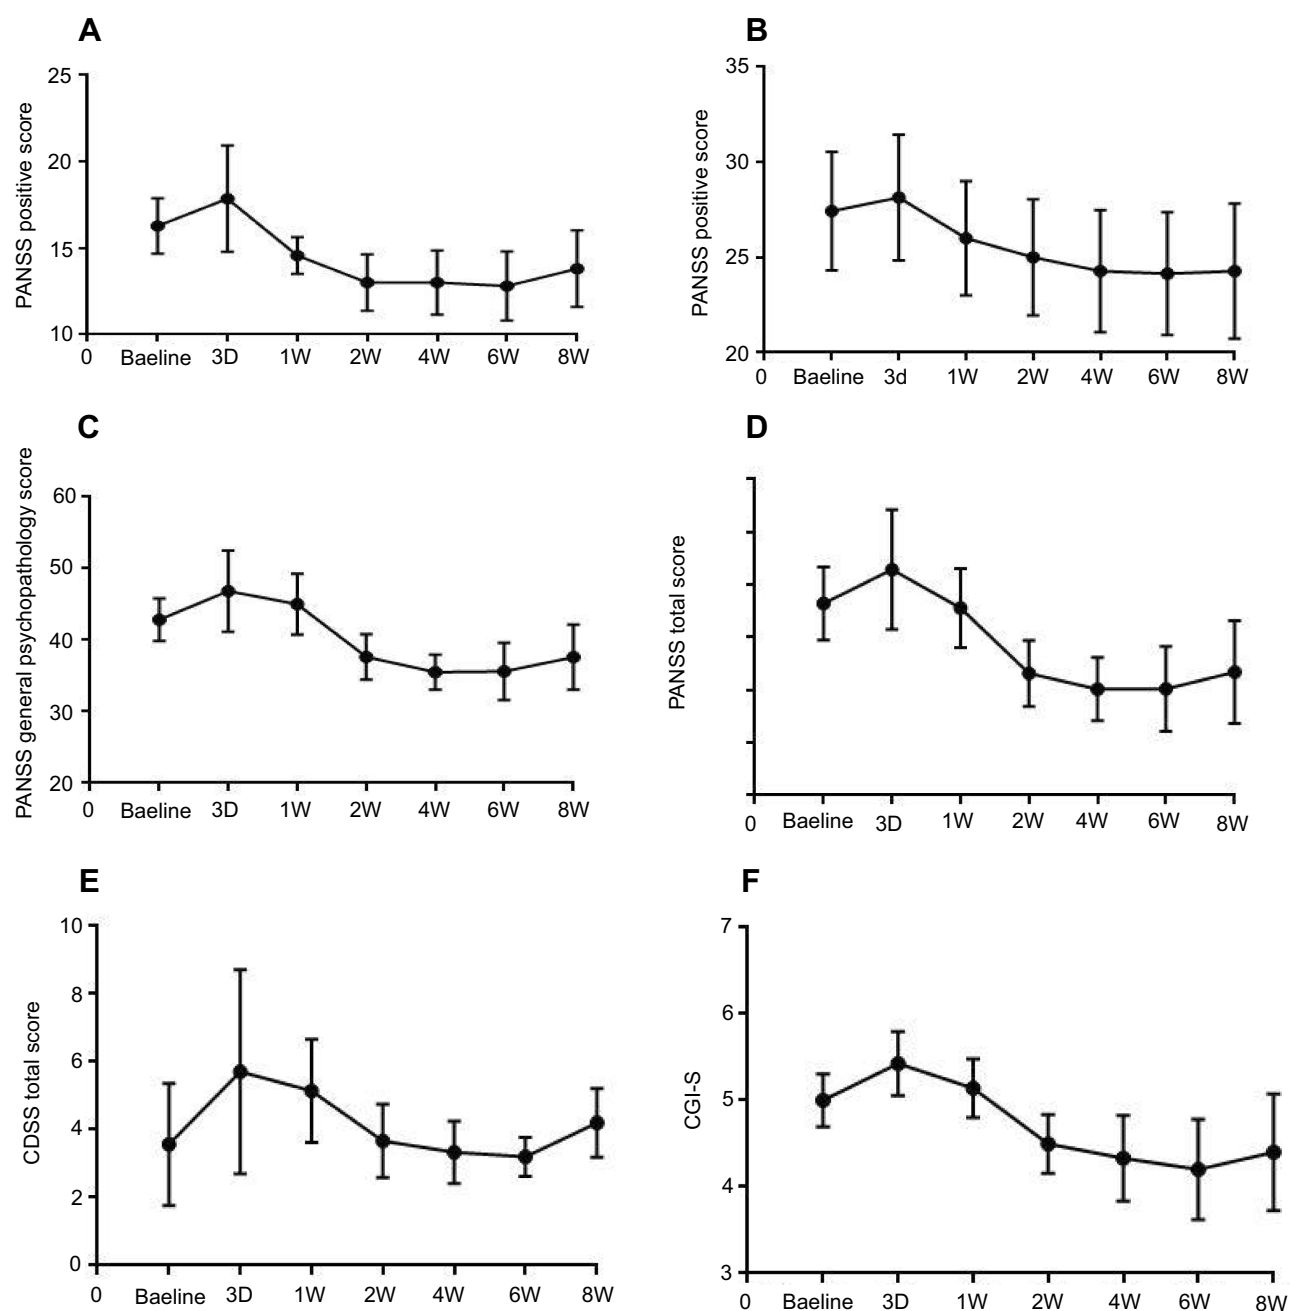 A
PANSS positive score
25
20
15
10
0 Baeline 3D 1W 2W 4W 6W 8W
B
PANSS positive score
35
30
25
20
0 Baeline 3d 1W 2W 4W 6W 8W
C
PANSS general psychopathology score
60
50
40
30
20
0 Baeline 3D 1W 2W 4W 6W 8W
D
PANSS total score
0 Baeline 3D 1W 2W 4W 6W 8W
E
CDSS total score
10
8
6
4
2
0
0 Baeline 3D 1W 2W 4W 6W 8W
F
CGI-S
7
6
5
4
3
0 Baeline 3D 1W 2W 4W 6W 8W